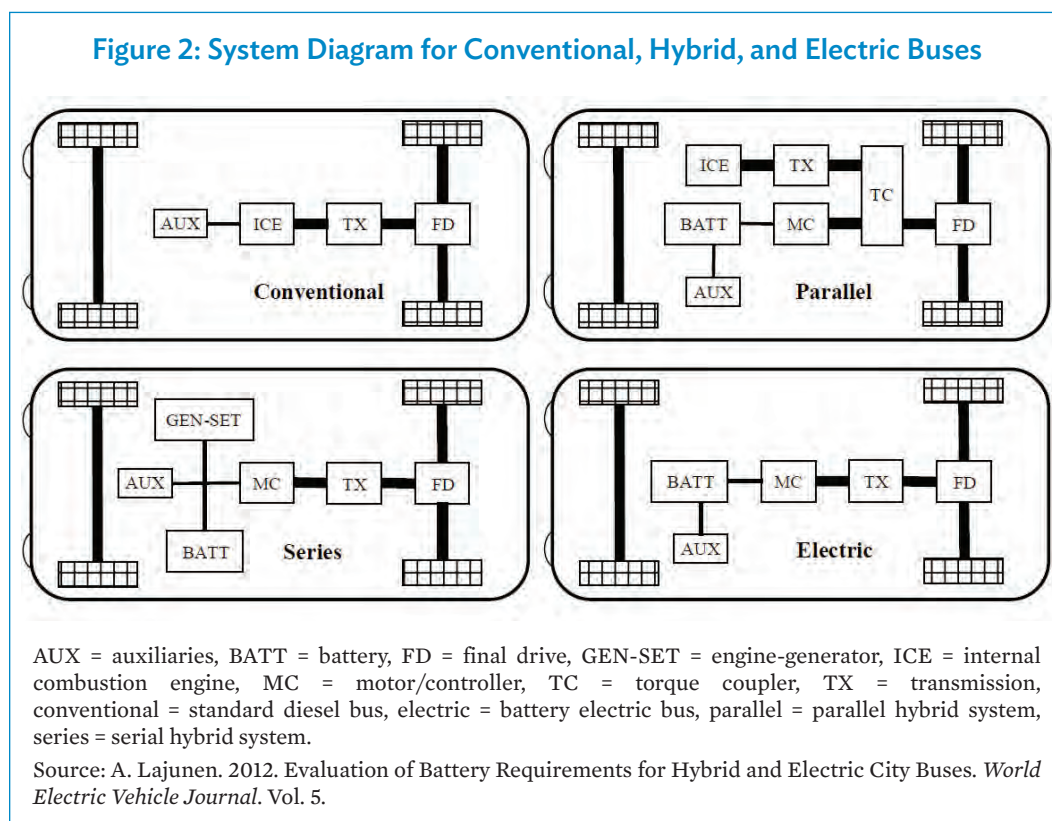 Figure 2: System Diagram for Conventional, Hybrid, and Electric Buses
AUX ICE TX FD
Conventional
ICE TX
TC
BATT MC FD
AUX
Parallel
GEN-SET
AUX MC TX FD
BATT
Series
BATT MC TX FD
AUX
Electric
AUX = auxiliaries, BATT = battery, FD = final drive, GEN-SET = engine-generator, ICE = internal
combustion engine, MC = motor/controller, TC = torque coupler, TX = transmission,
conventional = standard diesel bus, electric = battery electric bus, parallel = parallel hybrid system,
series = serial hybrid system.
Source: A. Lajunen. 2012. Evaluation of Battery Requirements for Hybrid and Electric City Buses. World
Electric Vehicle Journal. Vol. 5.